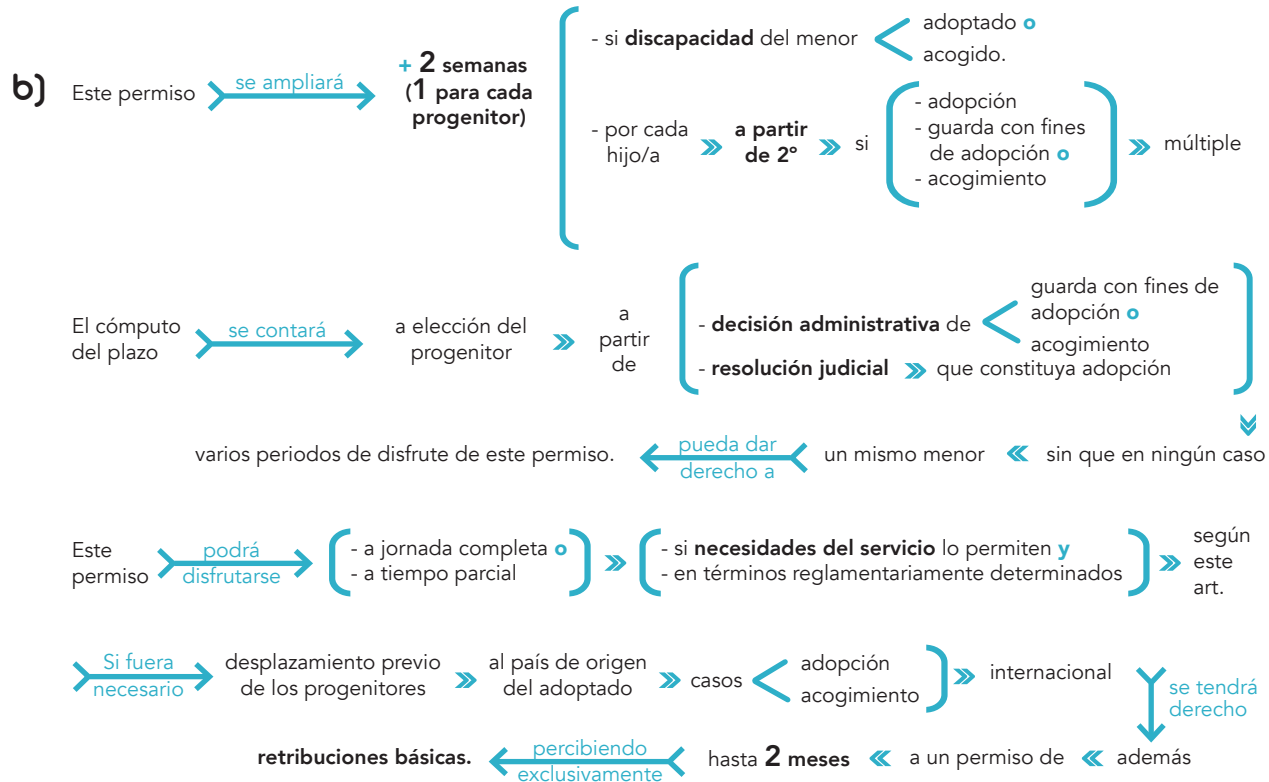 b)
Este permiso
se ampliará
+ 2 semanas
(1 para cada
progenitor)
- si discapacidad del menor
adoptado o
acogido.
- por cada
hijo/a
a partir
de 2º
si
- adopción
- guarda con fines
de adopción o
- acogimiento
múltiple
El cómputo
del plazo
se contará
a elección del
progenitor
a
partir
de
- decisión administrativa de
guarda con fines de
adopción o
acogimiento
- resolución judicial
que constituya adopción
sin que en ningún caso
un mismo menor
pueda dar
derecho a
varios periodos de disfrute de este permiso.
Este
permiso
podrá
disfrutarse
- a jornada completa o
- a tiempo parcial
- si necesidades del servicio lo permiten y
- en términos reglamentariamente determinados
según
este
art.
Si fuera
necesario
desplazamiento previo
de los progenitores
al país de origen
del adoptado
casos
adopción
acogimiento
internacional
se tendrá
derecho
además
a un permiso de
hasta 2 meses
percibiendo
exclusivamente
retribuciones básicas.